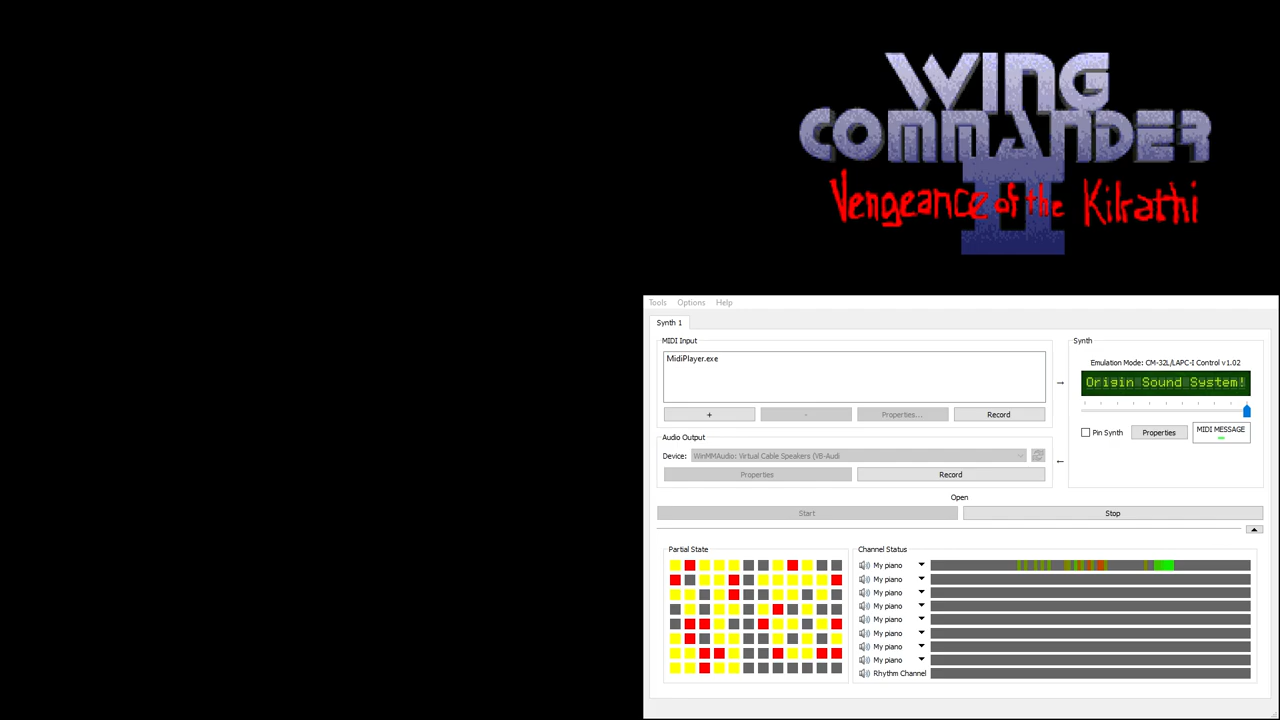 WING
COMMANDER
II
Vengeance of the Kilrathi
Tools Options Help
Synth 1
MIDI Input
MidiPlayer.exe
+ - Properties... Record
Audio Output
Device: WinMMAudio: Virtual Cable Speakers (VB-Audi
Properties Record
Synth
Emulation Mode: CM-32L/LAPC-I Control v1.02
Origin Sound System!
Pin Synth Properties MIDI MESSAGE
Open
Start Stop
Partial State
Channel Status
My piano
My piano
My piano
My piano
My piano
My piano
My piano
My piano
Rhythm Channel